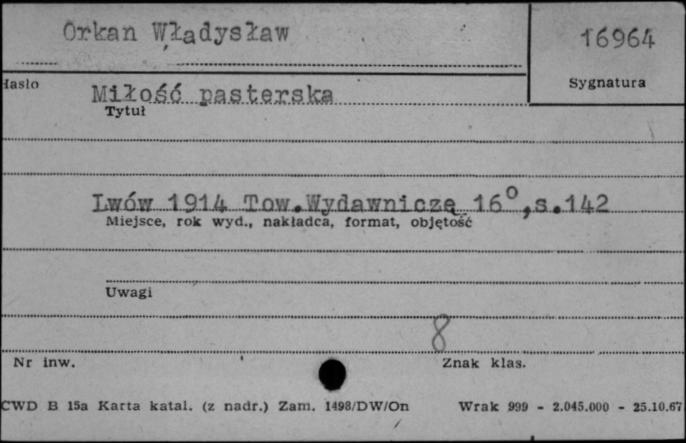 Orkan Władysław
16964
Hasło
Sygnatura
Miłość pasterska
Tytuł
Lwów 1914 Tow.Wydawniczę 16°,s.142
Miejsce, rok wyd., nakładca, format, objętość
Uwagi
8
Nr inw.
Znak klas.
CWD B 15a Karta katal. (z nadr.) Zam. 1498/DW/On
Wrak 999 - 2.045.000 - 25.10.67